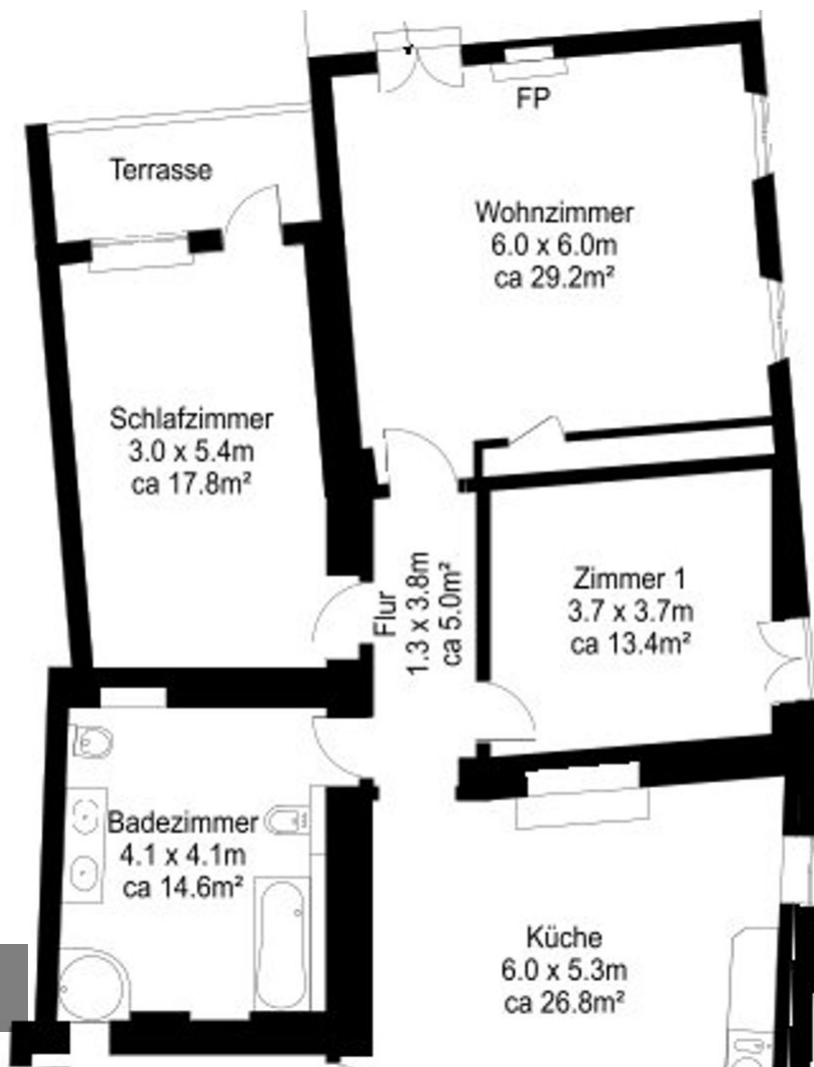 FP
Terrasse
Wohnzimmer
6.0 x 6.0m
ca 29.2m²
Schlafzimmer
3.0 x 5.4m
ca 17.8m²
Flur
1.3 x 3.8m
ca 5.0m²
Zimmer 1
3.7 x 3.7m
ca 13.4m²
Badezimmer
4.1 x 4.1m
ca 14.6m²
Küche
6.0 x 5.3m
ca 26.8m²